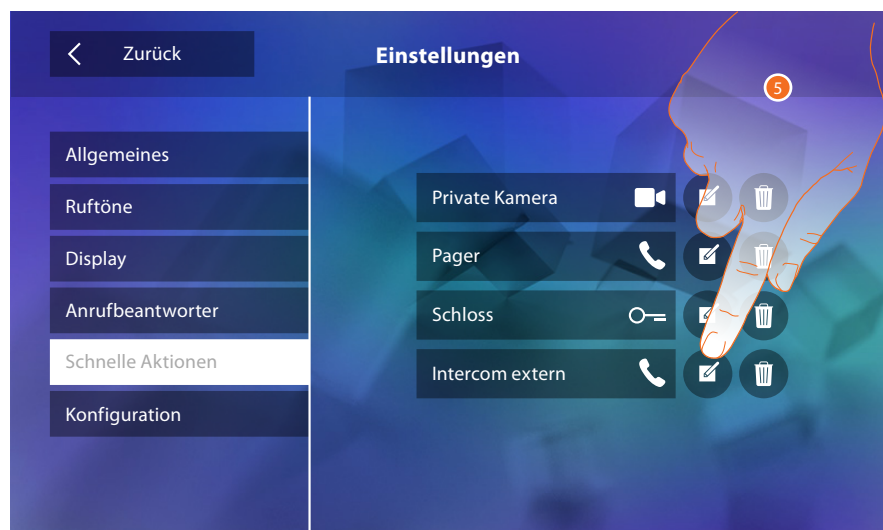 Zurück
Einstellungen
5
Allgemeines
Ruftöne
Display
Anrufbeantworter
Schnelle Aktionen
Konfiguration
Private Kamera
Pager
Schloss
Intercom extern